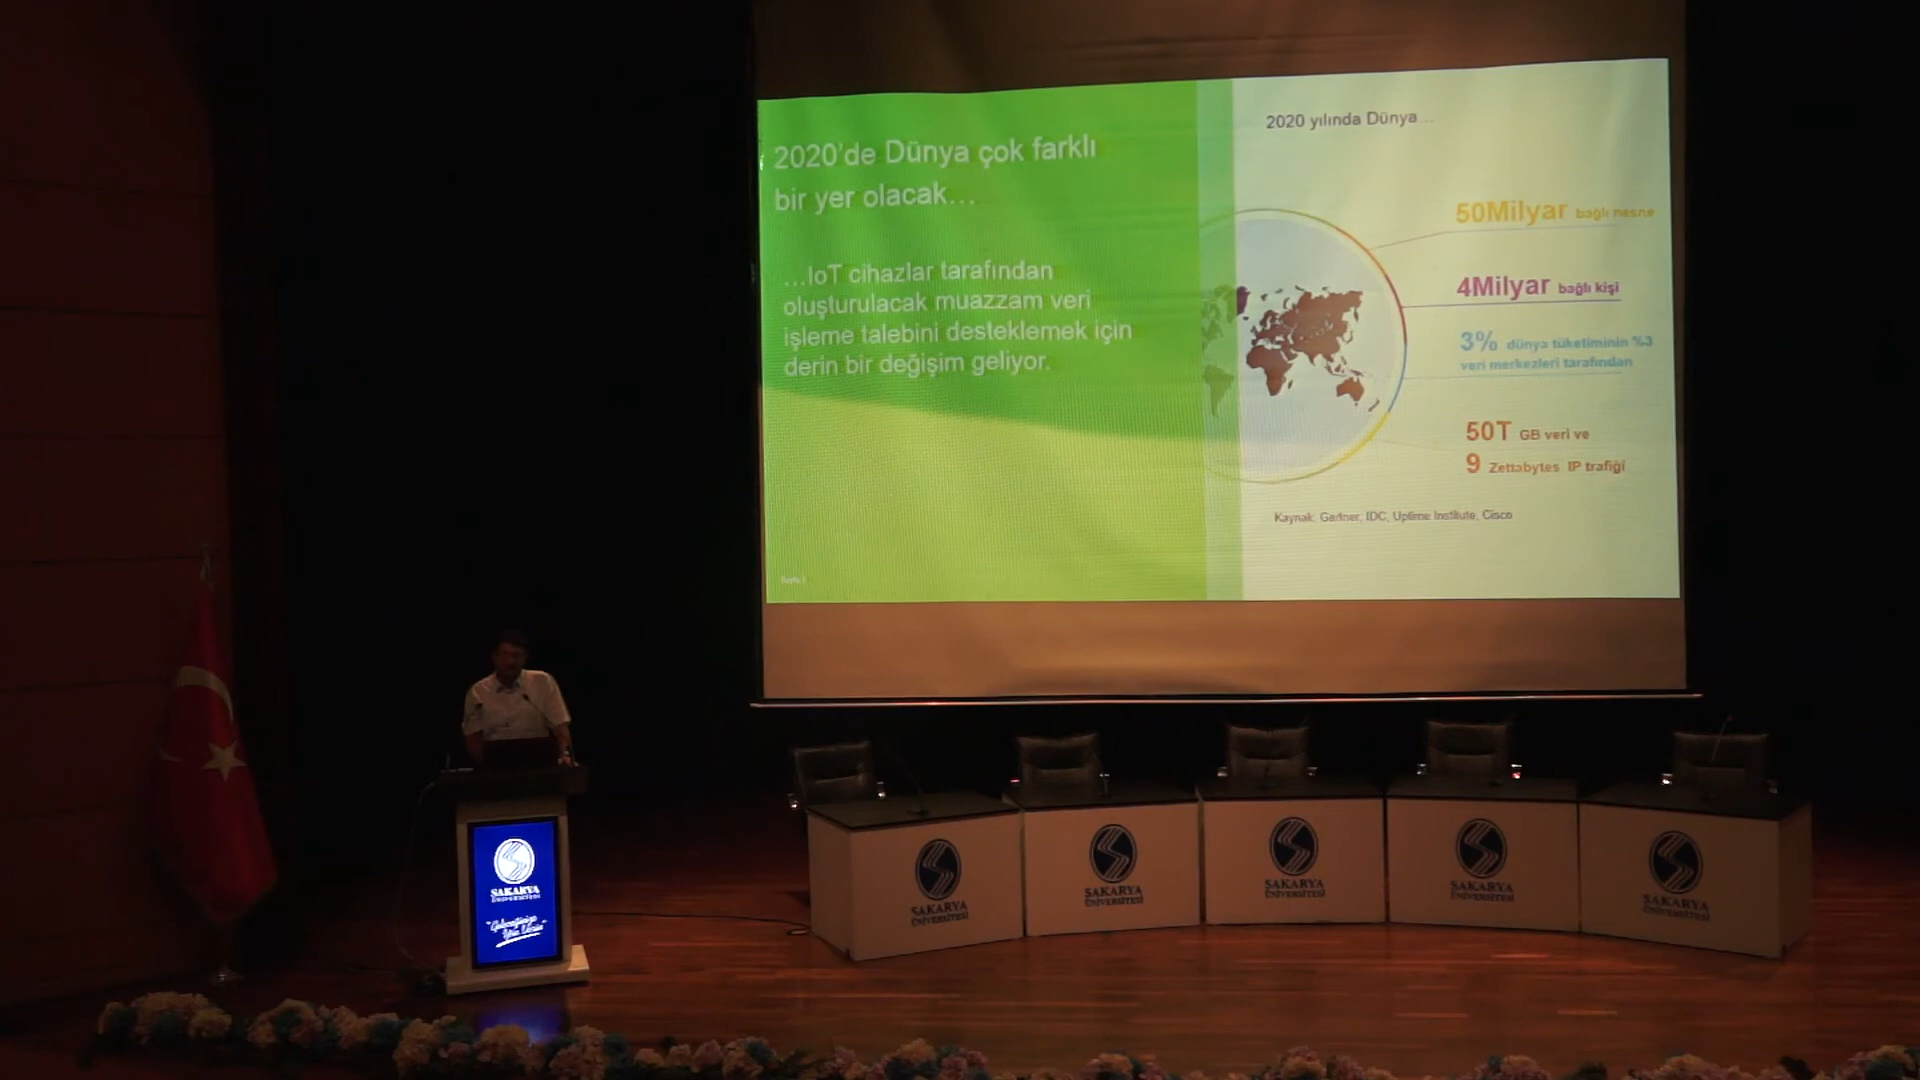 2020'de Dünya çok farklı
bir yer olacak...
...IoT cihazlar tarafından
oluşturulacak muazzam veri
işleme talebini desteklemek için
derin bir değişim geliyor.
2020 yılında Dünya...
50Milyar bağlı nesne
4Milyar bağlı kişi
3% dünya tüketiminin %3
veri merkezleri tarafından
50T GB veri ve
9 Zettabytes IP trafiği
Kaynak: Gartner, IDC, Uptime Institute, Cisco
SAKARYA
ÜNİVERSİTESİ
SAKARYA
ÜNİVERSİTESİ
SAKARYA
ÜNİVERSİTESİ
SAKARYA
ÜNİVERSİTESİ
SAKARYA
ÜNİVERSİTESİ
SAKARYA
ÜNİVERSİTESİ